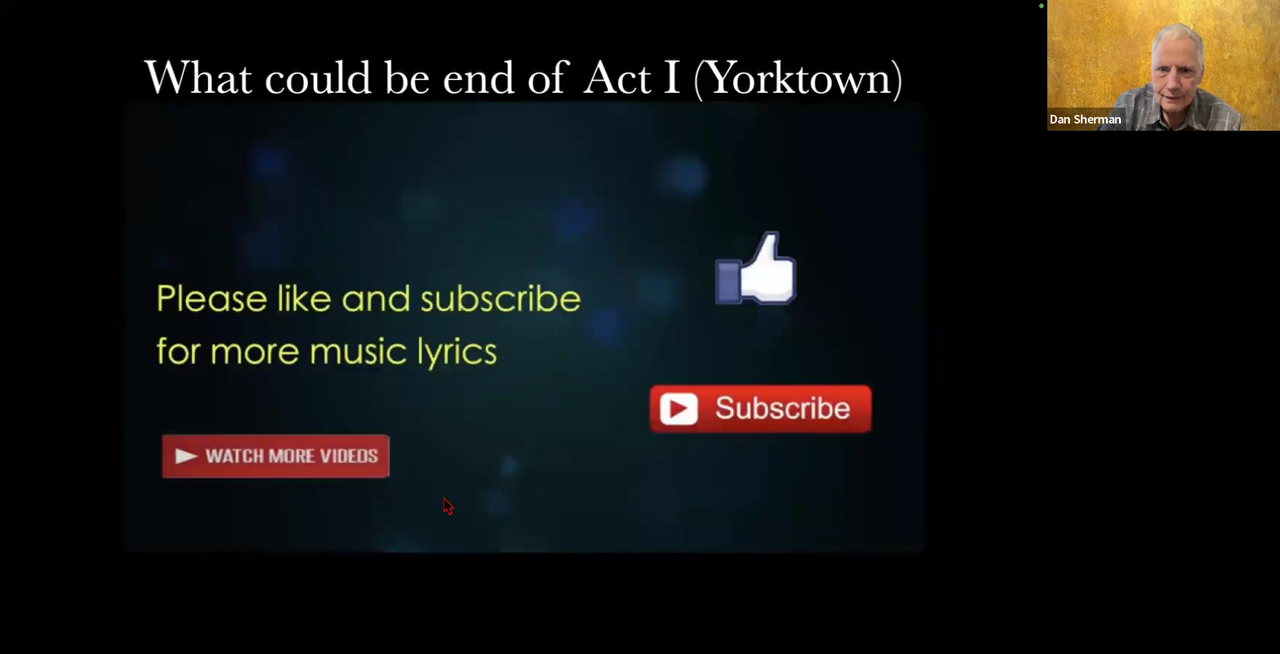 What could be end of Act I (Yorktown)
Dan Sherman
Please like and subscribe
for more music lyrics
Subscribe
WATCH MORE VIDEOS